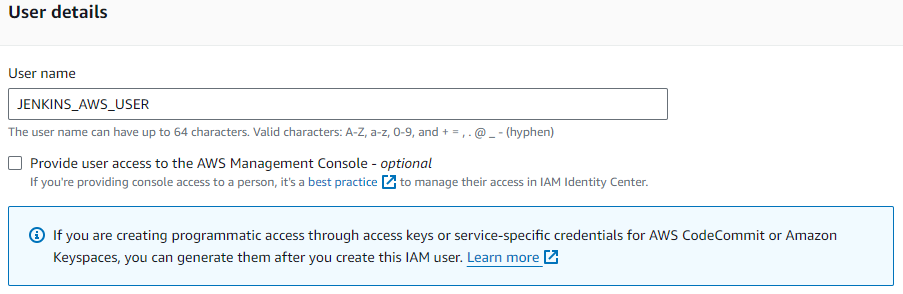 User details
User name
JENKINS_AWS_USER
The user name can have up to 64 characters. Valid characters: A-Z, a-z, 0-9, and + = , . @ _ - (hyphen)
Provide user access to the AWS Management Console - optional
If you're providing console access to a person, it's a best practice to manage their access in IAM Identity Center.
If you are creating programmatic access through access keys or service-specific credentials for AWS CodeCommit or Amazon
Keyspaces, you can generate them after you create this IAM user. Learn more